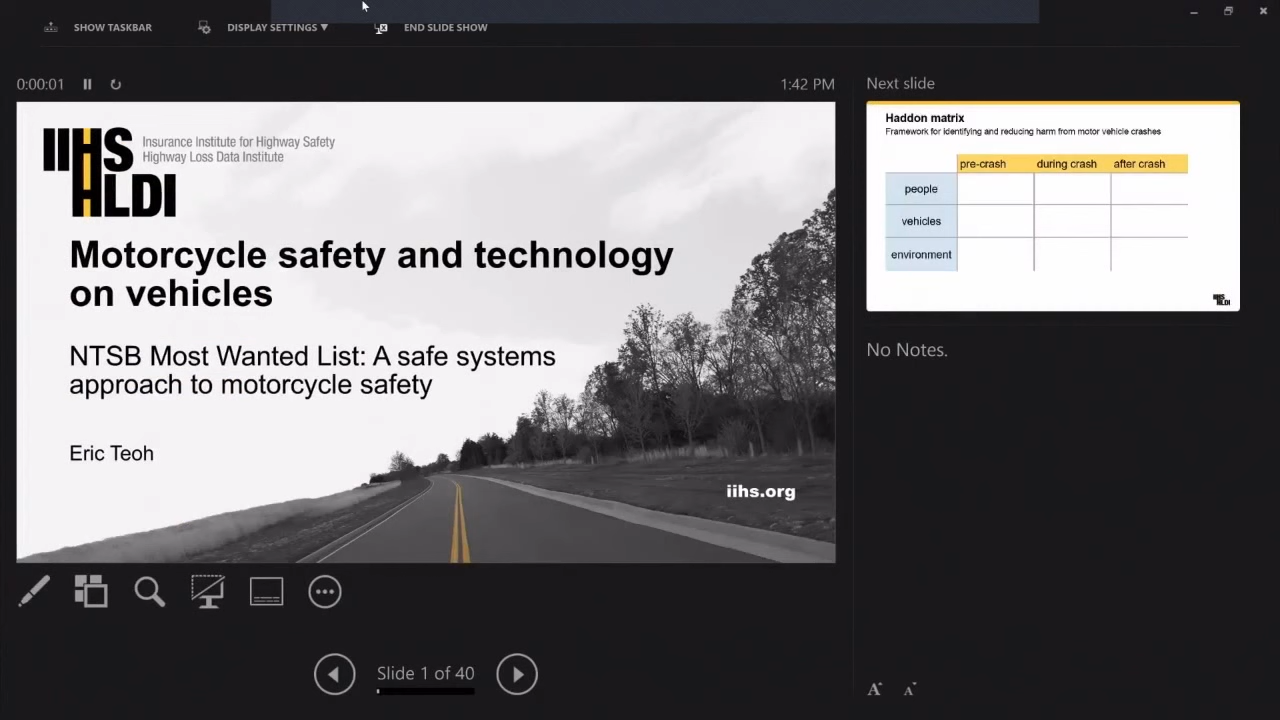 SHOW TASKBAR
DISPLAY SETTINGS ▼
END SLIDE SHOW
0:00:01
1:42 PM
IIHS
HLDI
Insurance Institute for Highway Safety
Highway Loss Data Institute
Motorcycle safety and technology
on vehicles
NTSB Most Wanted List: A safe systems
approach to motorcycle safety
Eric Teoh
iihs.org
Slide 1 of 40
Next slide
Haddon matrix
Framework for identifying and reducing harm from motor vehicle crashes
pre-crash during crash after crash
people
vehicles
environment
IIHS
HLDI
No Notes.
A A